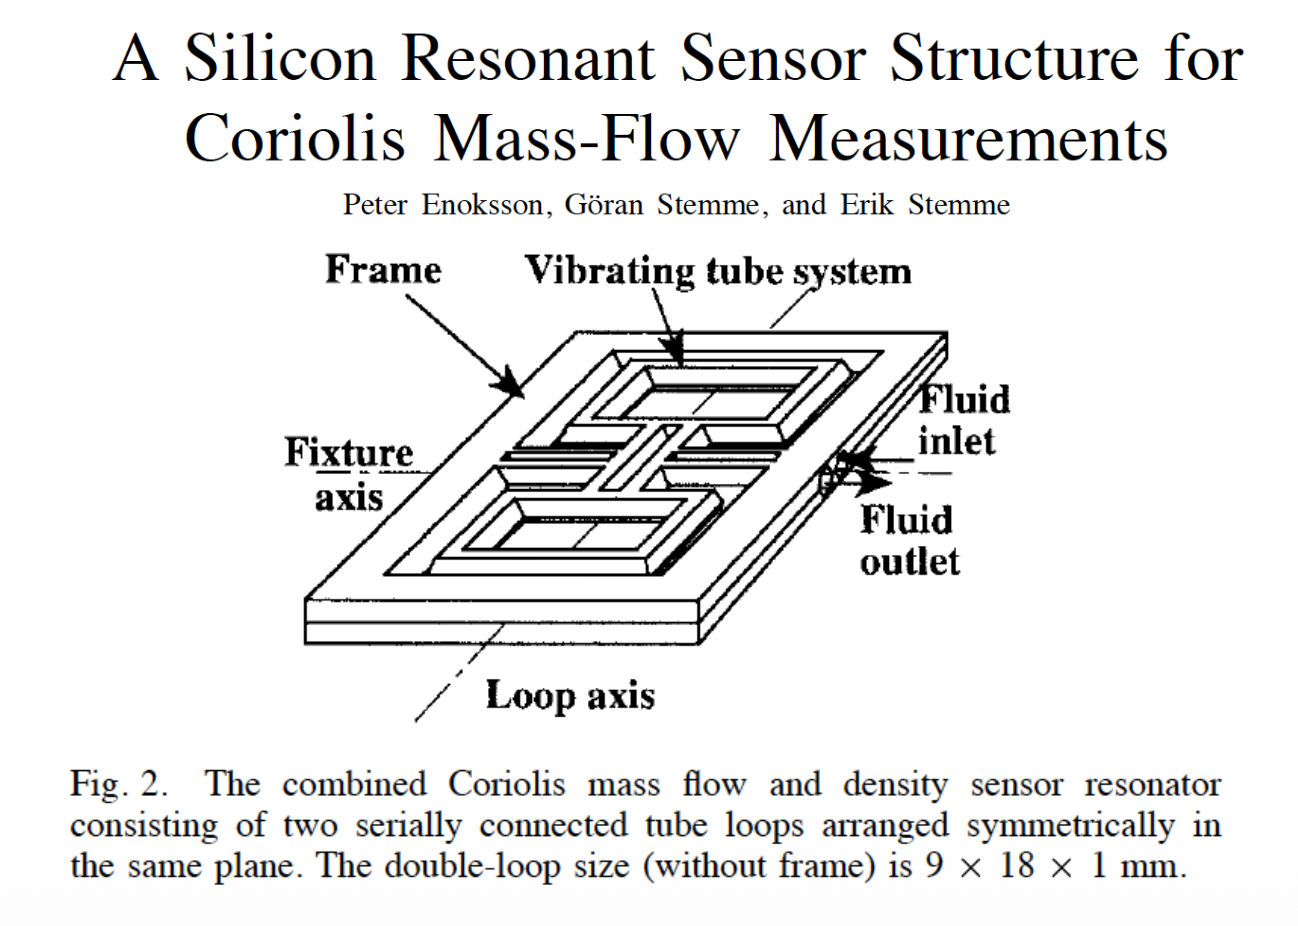 A Silicon Resonant Sensor Structure for
Coriolis Mass-Flow Measurements
Peter Enoksson, Göran Stemme, and Erik Stemme
Frame
Vibrating tube system
Fluid
inlet
Fixture
axis
Fluid
outlet
Loop axis
Fig. 2. The combined Coriolis mass flow and density sensor resonator
consisting of two serially connected tube loops arranged symmetrically in
the same plane. The double-loop size (without frame) is 9 × 18 × 1 mm.